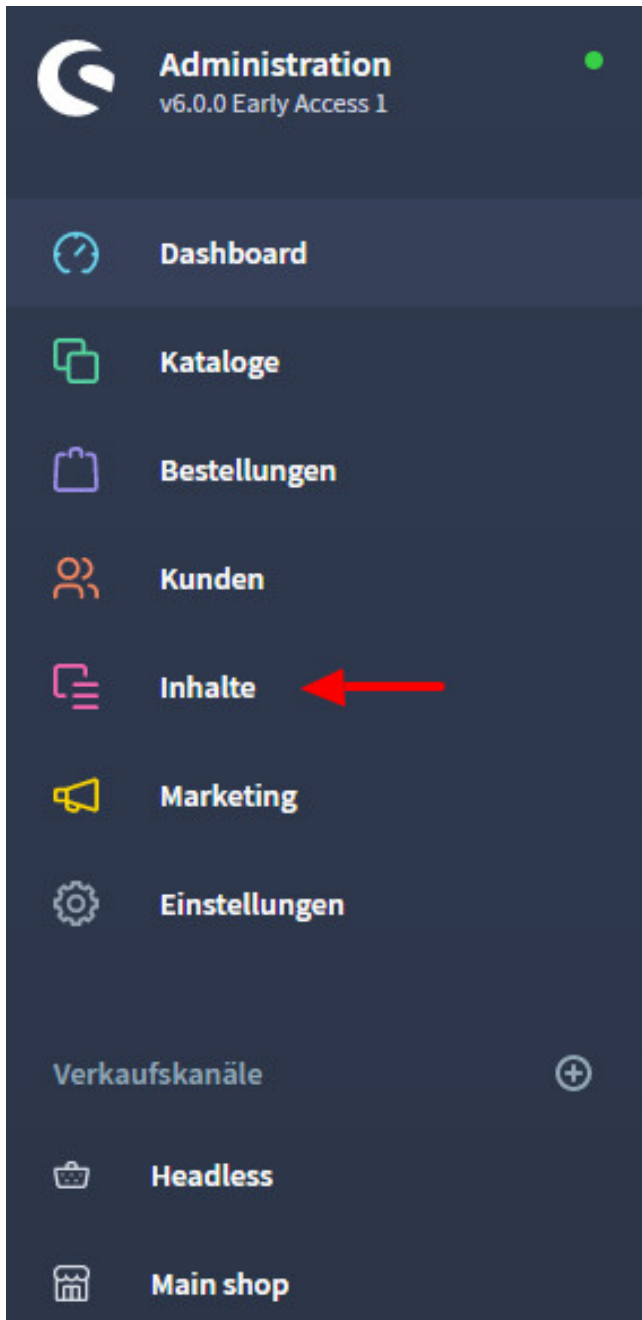 Administration
v6.0.0 Early Access 1
Dashboard
Kataloge
Bestellungen
Kunden
Inhalte
Marketing
Einstellungen
Verkaufskanäle
Headless
Main shop